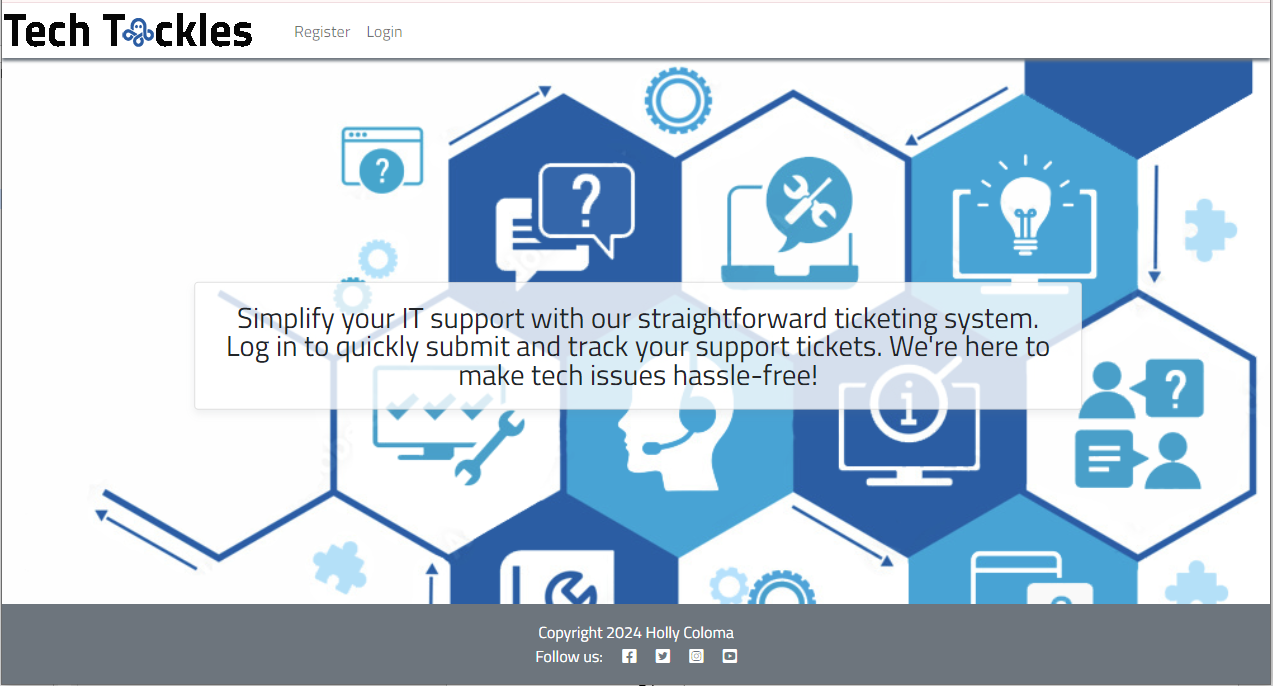 Tech Tackles
Register Login
?
?
Simplify your IT support with our straightforward ticketing system.
Log in to quickly submit and track your support tickets. We're here to
make tech issues hassle-free!
i
?
Copyright 2024 Holly Coloma
Follow us: